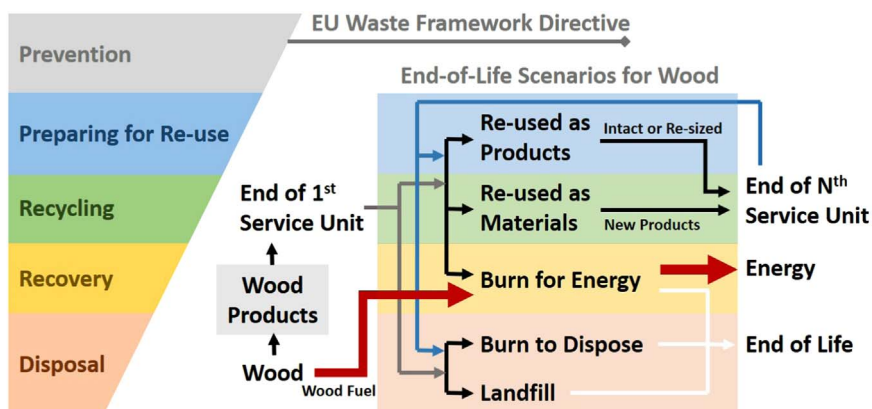 EU Waste Framework Directive
Prevention
End-of-Life Scenarios for Wood
Preparing for Re-use
Re-used as
Products
Intact or Re-sized
Recycling
End of 1st
Service Unit
Re-used as
Materials
New Products
End of Nth
Service Unit
Recovery
Wood
Products
Burn for Energy
Energy
Disposal
Wood
Wood Fuel
Burn to Dispose
End of Life
Landfill